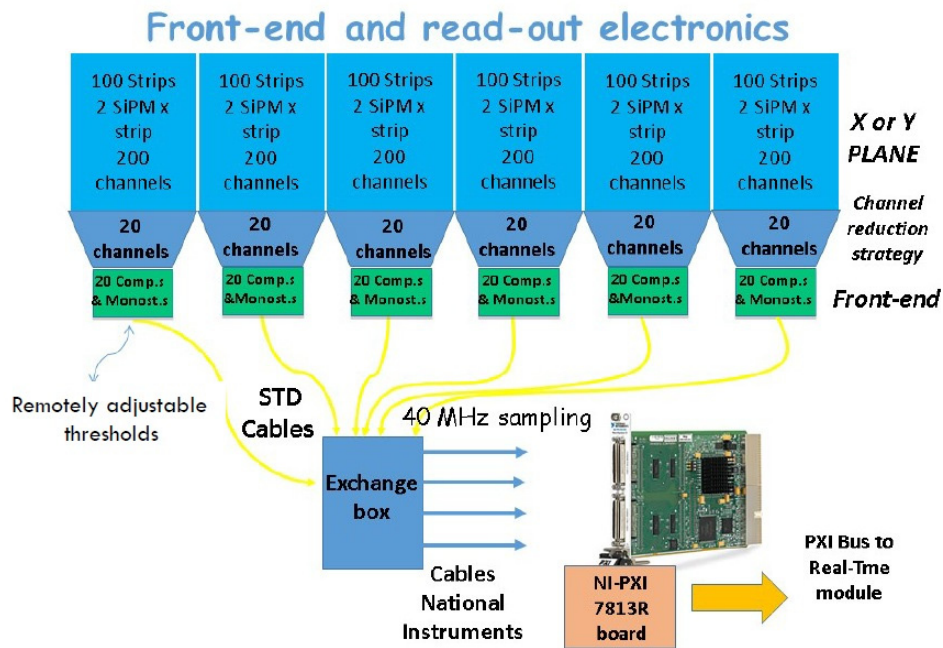 Front-end and read-out electronics
100 Strips
2 SiPM x
strip
200
channels
100 Strips
2 SiPM x
strip
200
channels
100 Strips
2 SiPM x
strip
200
channels
100 Strips
2 SiPM x
strip
200
channels
100 Strips
2 SiPM x
strip
200
channels
100 Strips
2 SiPM x
strip
200
channels
X or Y
PLANE
20
channels
20
channels
20
channels
20
channels
20
channels
20
channels
Channel
reduction
strategy
20 Comp.s
& Monost.s
20 Comp.s
&Monost.s
20 Comp.s
& Monost.s
20 Comp.s
& Monost.s
20 Comp.s
&Monost.s
20 Comp.s
& Monost.s
Front-end
Remotely adjustable
thresholds
STD
Cables
40 MHz sampling
Exchange
box
Cables
National
Instruments
PXI
NI-PXI
7813R
board
PXI Bus to
Real-Tme
module